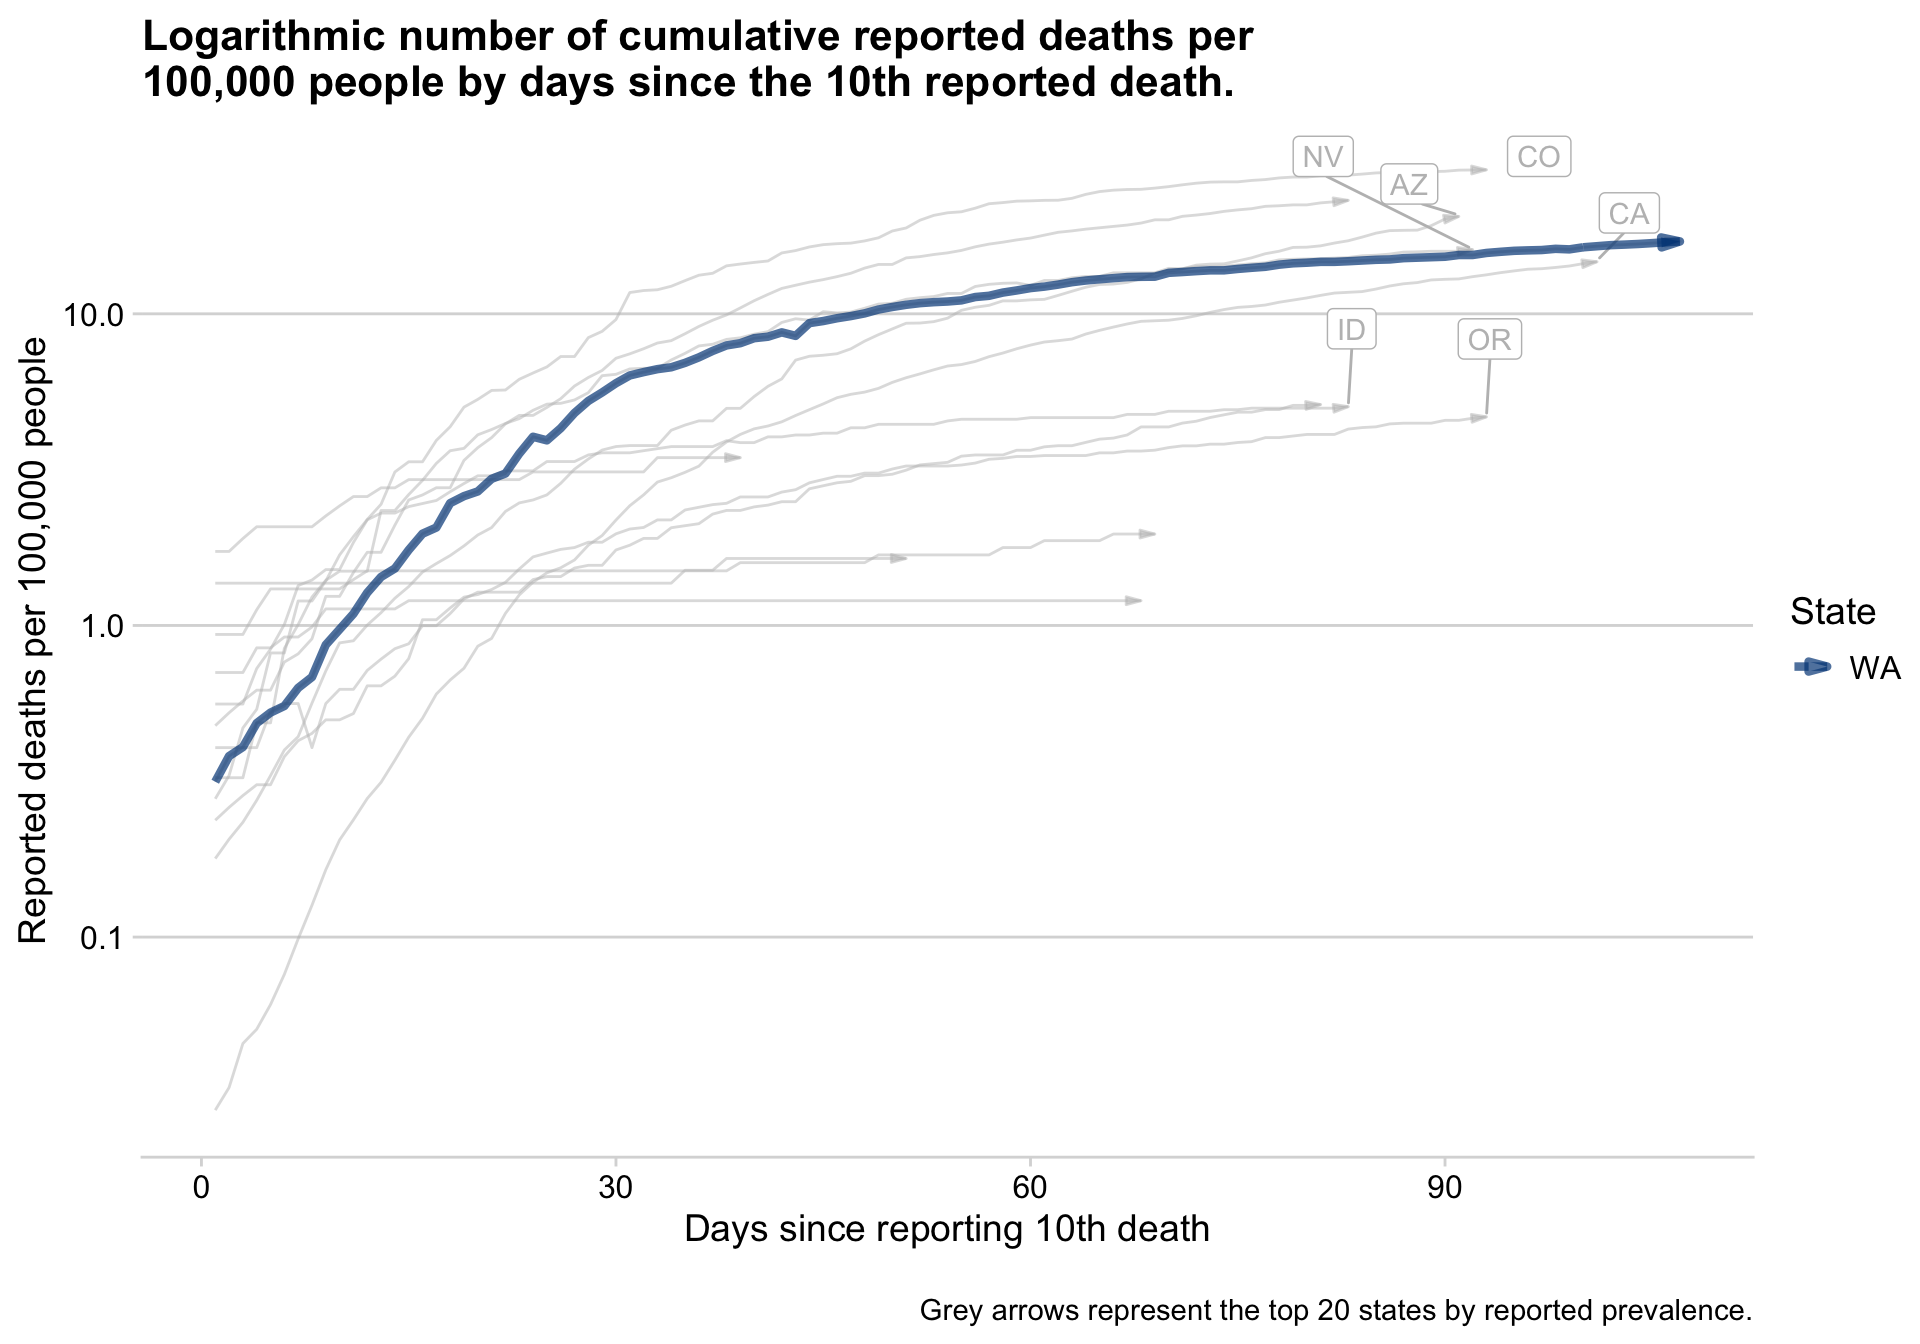 Logarithmic number of cumulative reported deaths per
100,000 people by days since the 10th reported death.
NV
CO
AZ
CA
ID
OR
10.0
1.0
0.1
Reported deaths per 100,000 people
0
30
60
90
Days since reporting 10th death
State
WA
Grey arrows represent the top 20 states by reported prevalence.